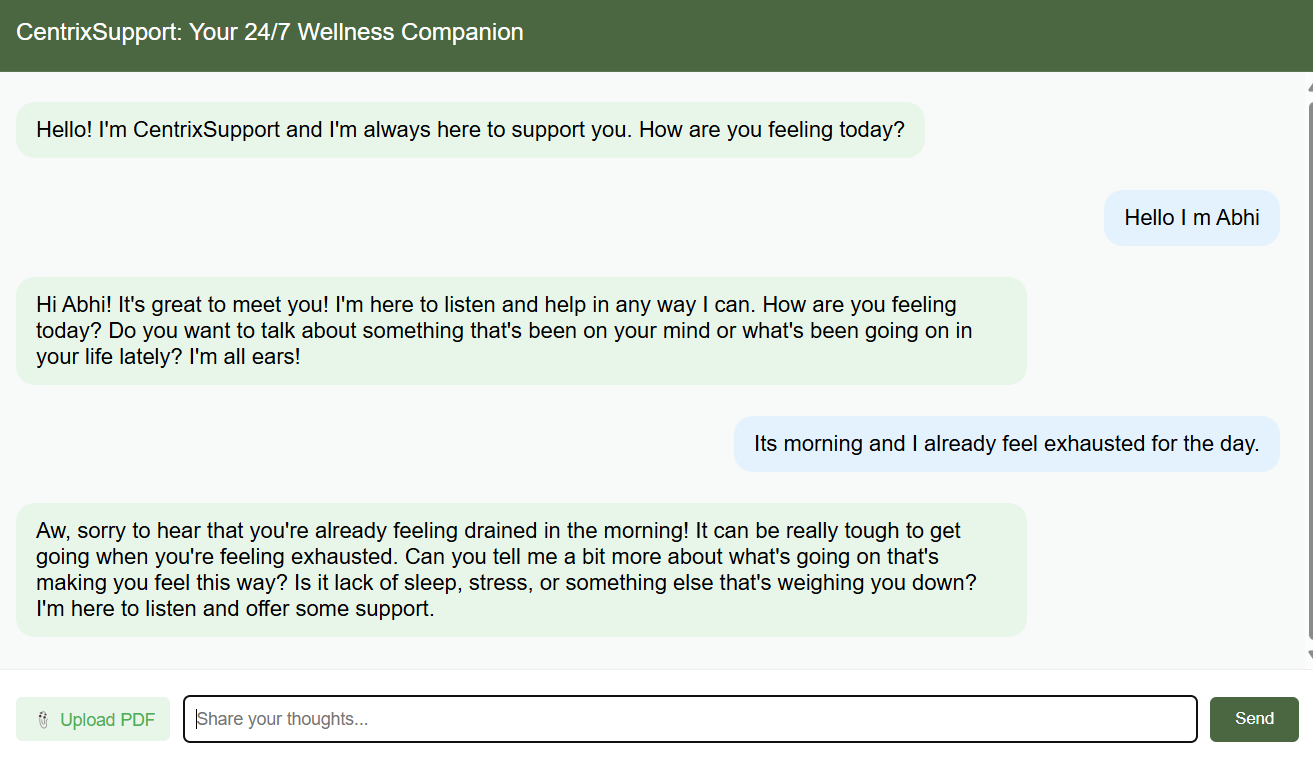 CentrixSupport: Your 24/7 Wellness Companion
Hello! I'm CentrixSupport and I'm always here to support you. How are you feeling today?
Hello I m Abhi
Hi Abhi! It's great to meet you! I'm here to listen and help in any way I can. How are you feeling
today? Do you want to talk about something that's been on your mind or what's been going on in
your life lately? I'm all ears!
Its morning and I already feel exhausted for the day.
Aw, sorry to hear that you're already feeling drained in the morning! It can be really tough to get
going when you're feeling exhausted. Can you tell me a bit more about what's going on that's
making you feel this way? Is it lack of sleep, stress, or something else that's weighing you down?
I'm here to listen and offer some support.
Upload PDF
Share your thoughts...
Send